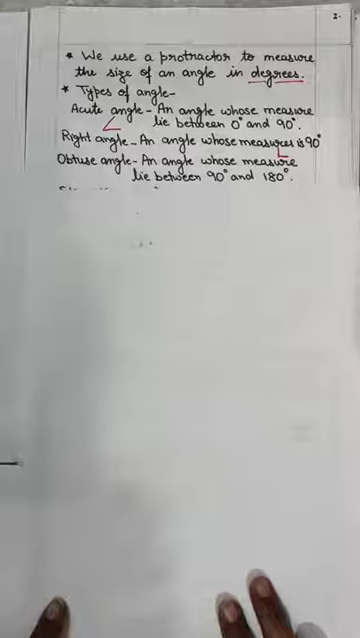 2.
* We use a protractor to measure
the size of an angle in degrees.
* Types of angle-
Acute angle - An angle whose measure
lie between 0° and 90°.
Right angle - An angle whose measures is 90°
Obtuse angle - An angle whose measure
lie between 90° and 180°.